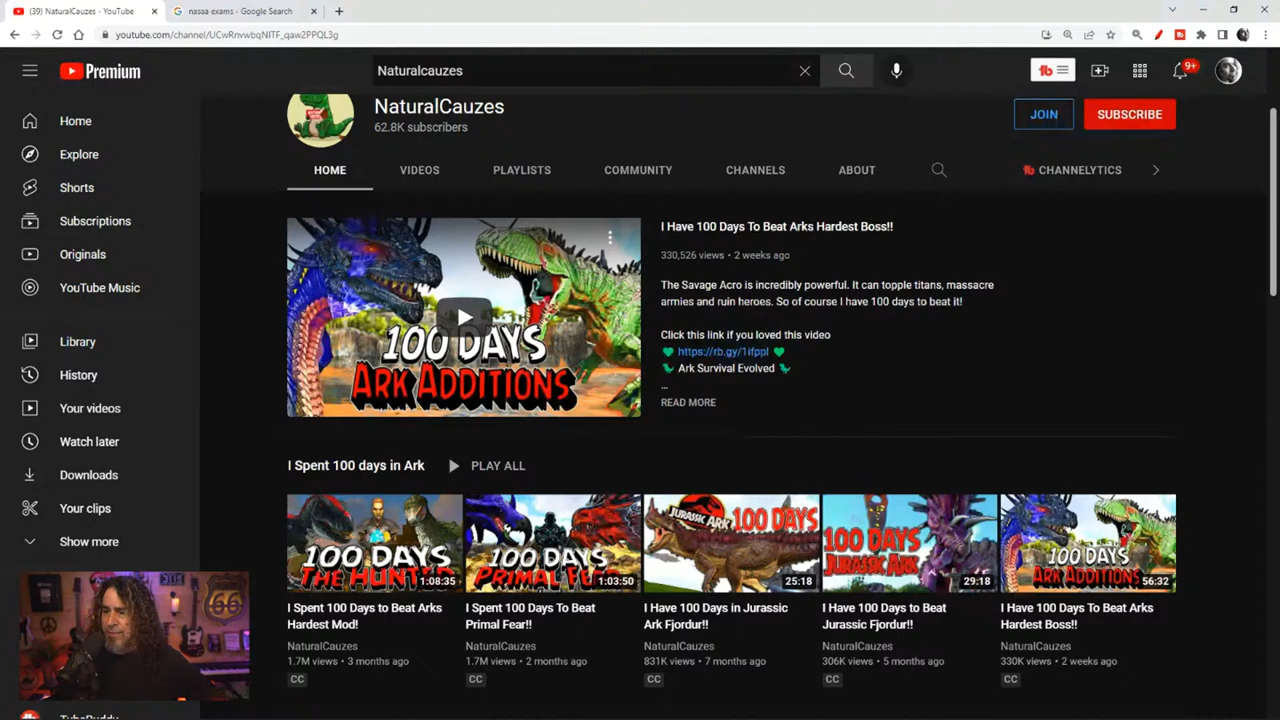 (39) NaturalCauzes - YouTube
nasaa exams - Google Search
youtube.com/channel/UCwRnvwbqNITF_qaw2PPQL3g
Premium
Naturalcauzes
9+
NaturalCauzes
62.8K subscribers
JOIN
SUBSCRIBE
HOME
VIDEOS
PLAYLISTS
COMMUNITY
CHANNELS
ABOUT
CHANNELYTICS
Home
Explore
Shorts
Subscriptions
Originals
YouTube Music
Library
History
Your videos
Watch later
Downloads
Your clips
Show more
TubeBuddy
100 DAYS
ARK ADDITIONS
I Have 100 Days To Beat Arks Hardest Boss!!
330,526 views • 2 weeks ago
The Savage Acro is incredibly powerful. It can topple titans, massacre
armies and ruin heroes. So of course I have 100 days to beat it!
Click this link if you loved this video
💚 https://rb.gy/1ifppl 💚
🦖 Ark Survival Evolved 🦖
...
READ MORE
I Spent 100 days in Ark
PLAY ALL
100 DAYS
THE HUNTED
1:08:35
I Spent 100 Days to Beat Arks
Hardest Mod!
NaturalCauzes
1.7M views • 3 months ago
CC
100 DAYS
PRIMAL FEAR
1:03:50
I Spent 100 Days To Beat
Primal Fear!!
NaturalCauzes
1.7M views • 2 months ago
CC
JURASSIC ARK
100 DAYS
25:18
I Have 100 Days in Jurassic
Ark Fjordur!!
NaturalCauzes
831K views • 7 months ago
CC
100 DAYS
JURASSIC ARK
29:18
I Have 100 Days to Beat
Jurassic Fjordur!!
NaturalCauzes
306K views • 5 months ago
CC
100 DAYS
ARK ADDITIONS
56:32
I Have 100 Days To Beat Arks
Hardest Boss!!
NaturalCauzes
330K views • 2 weeks ago
CC
66